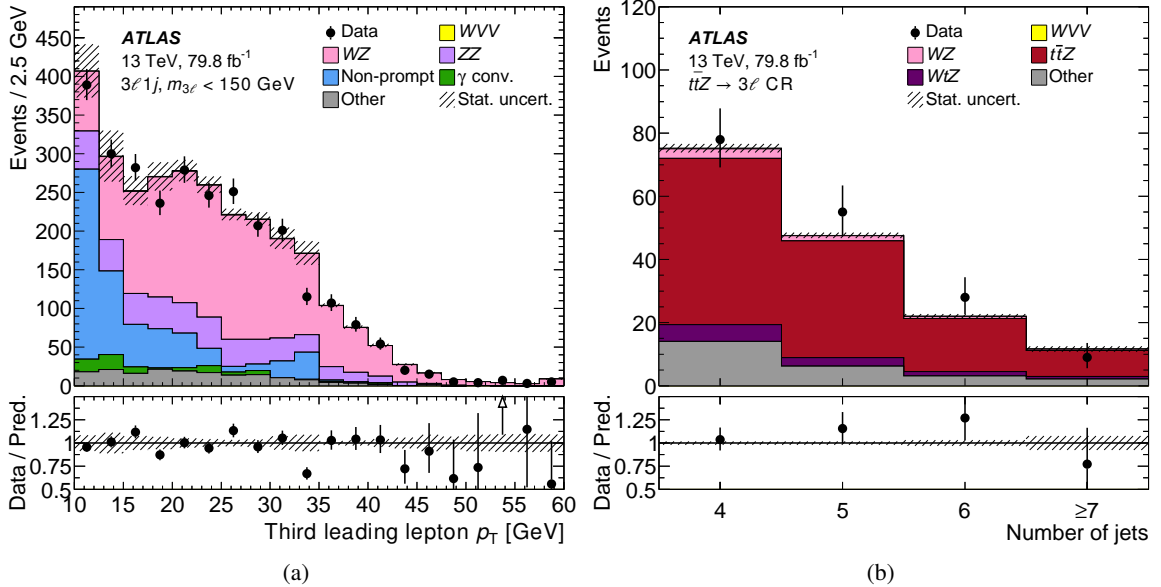 Events / 2.5 GeV
450
400
350
300
250
200
150
100
50
0
ATLAS
13 TeV, 79.8 fb⁻¹
3ℓ1j, m₃ℓ < 150 GeV
Data
WVV
WZ
ZZ
Non-prompt
γ conv.
Other
Stat. uncert.
Data / Pred.
1.25
1
0.75
0.5
10 15 20 25 30 35 40 45 50 55 60
Third leading lepton pT [GeV]
(a)
Events
120
100
80
60
40
20
0
ATLAS
13 TeV, 79.8 fb⁻¹
tt̄Z → 3ℓ CR
Data
WVV
WZ
tt̄Z
WtZ
Other
Stat. uncert.
Data / Pred.
1.25
1
0.75
0.5
4 5 6 ≥7
Number of jets
(b)